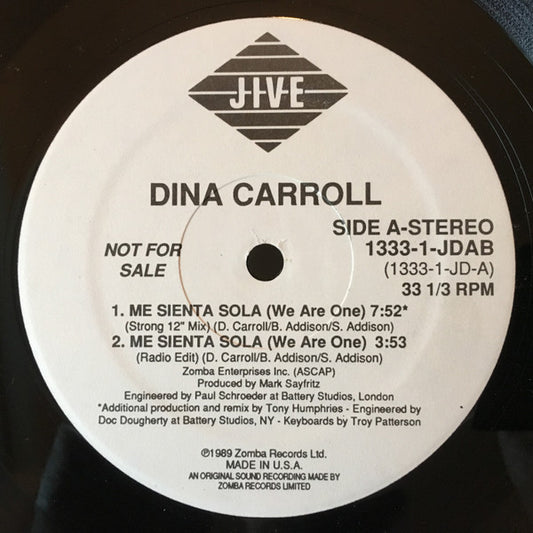 JIVE
DINA CARROLL
SIDE A-STEREO
NOT FOR SALE
1333-1-JDAB
(1333-1-JD-A)
33 1/3 RPM
1. ME SIENTA SOLA (We Are One) 7:52*
(Strong 12" Mix) (D. Carroll/B. Addison/S. Addison)
2. ME SIENTA SOLA (We Are One) 3:53
(Radio Edit) (D. Carroll/B. Addison/S. Addison)
Zomba Enterprises Inc. (ASCAP)
Produced by Mark Sayfritz
Engineered by Paul Schroeder at Battery Studios, London
*Additional production and remix by Tony Humphries - Engineered by
Doc Dougherty at Battery Studios, NY - Keyboards by Troy Patterson
℗1989 Zomba Records Ltd.
MADE IN U.S.A.
AN ORIGINAL SOUND RECORDING MADE BY
ZOMBA RECORDS LIMITED